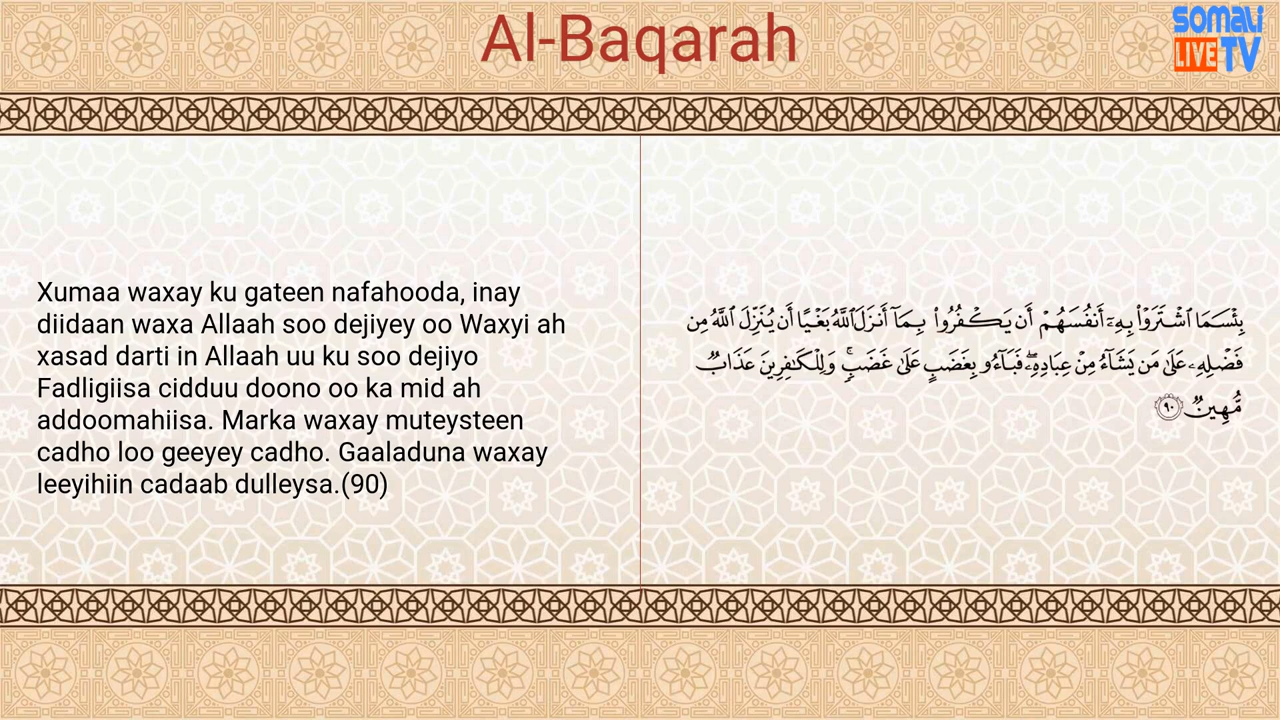 Al-Baqarah
SOMALI
LIVE TV
Xumaa waxay ku gateen nafahooda, inay
diidaan waxa Allaah soo dejiyey oo Waxyi ah
xasad darti in Allaah uu ku soo dejiyo
Fadligiisa cidduu doono oo ka mid ah
addoomahiisa. Marka waxay muteysteen
cadho loo geeyey cadho. Gaaladuna waxay
leeyihiin cadaab dulleysa.(90)
بِئْسَمَا ٱشْتَرَوْا۟ بِهِۦٓ أَنفُسَهُمْ أَن يَكْفُرُوا۟ بِمَآ أَنزَلَ ٱللَّهُ بَغْيًا أَن يُنَزِّلَ ٱللَّهُ مِن
فَضْلِهِۦ عَلَىٰ مَن يَشَآءُ مِنْ عِبَادِهِۦ ۖ فَبَآءُو بِغَضَبٍ عَلَىٰ غَضَبٍ ۚ وَلِلْكَـٰفِرِينَ عَذَابٌ
مُّهِينٌ ٩٠